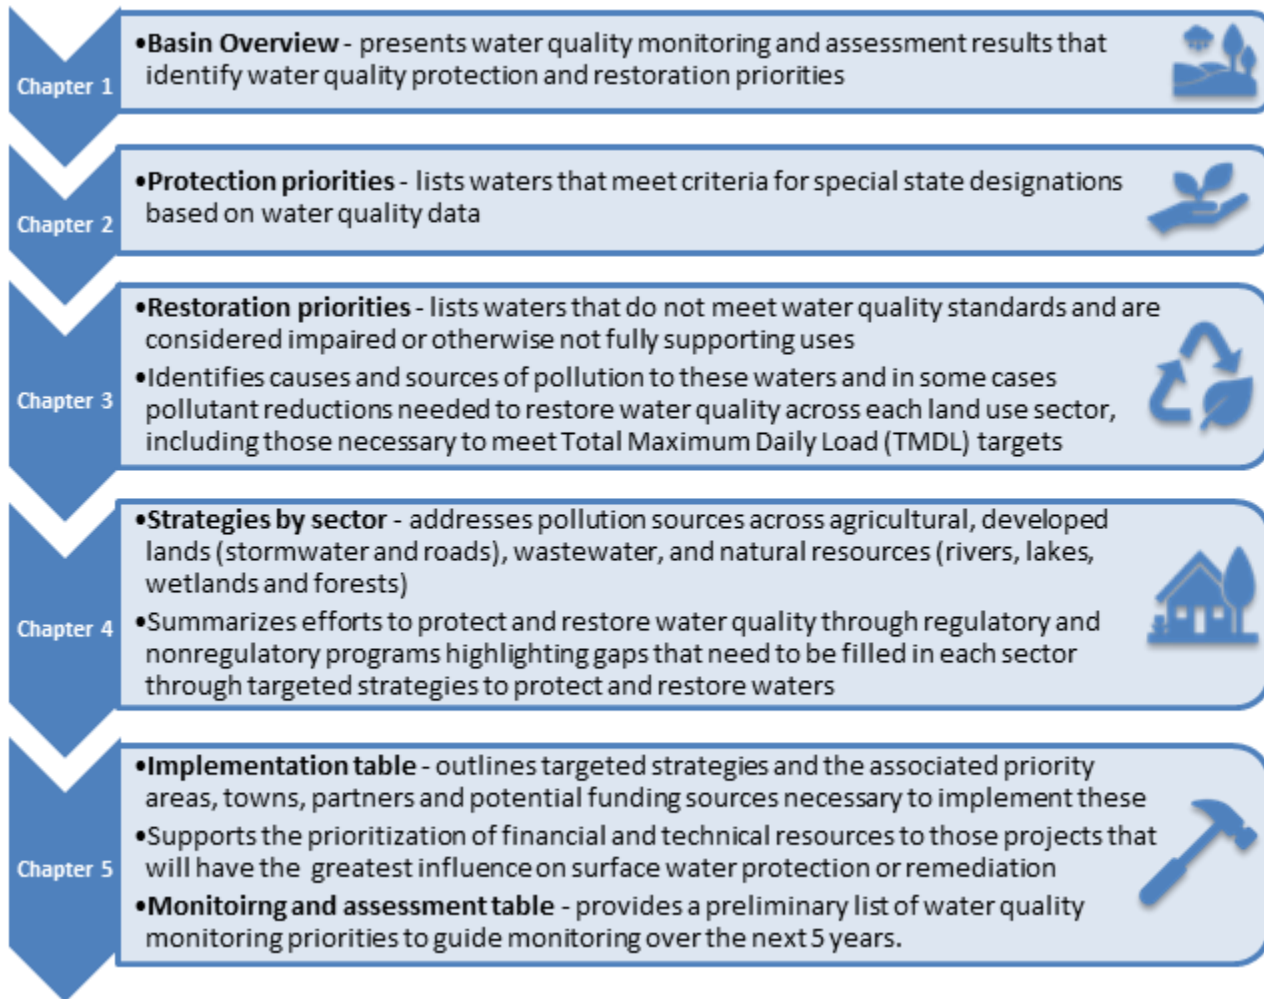 Chapter 1
•Basin Overview - presents water quality monitoring and assessment results that
identify water quality protection and restoration priorities
Chapter 2
•Protection priorities - lists waters that meet criteria for special state designations
based on water quality data
Chapter 3
•Restoration priorities - lists waters that do not meet water quality standards and are
considered impaired or otherwise not fully supporting uses
•Identifies causes and sources of pollution to these waters and in some cases
pollutant reductions needed to restore water quality across each land use sector,
including those necessary to meet Total Maximum Daily Load (TMDL) targets
Chapter 4
•Strategies by sector - addresses pollution sources across agricultural, developed
lands (stormwater and roads), wastewater, and natural resources (rivers, lakes,
wetlands and forests)
•Summarizes efforts to protect and restore water quality through regulatory and
nonregulatory programs highlighting gaps that need to be filled in each sector
through targeted strategies to protect and restore waters
Chapter 5
•Implementation table - outlines targeted strategies and the associated priority
areas, towns, partners and potential funding sources necessary to implement these
•Supports the prioritization of financial and technical resources to those projects that
will have the greatest influence on surface water protection or remediation
•Monitoirng and assessment table - provides a preliminary list of water quality
monitoring priorities to guide monitoring over the next 5 years.